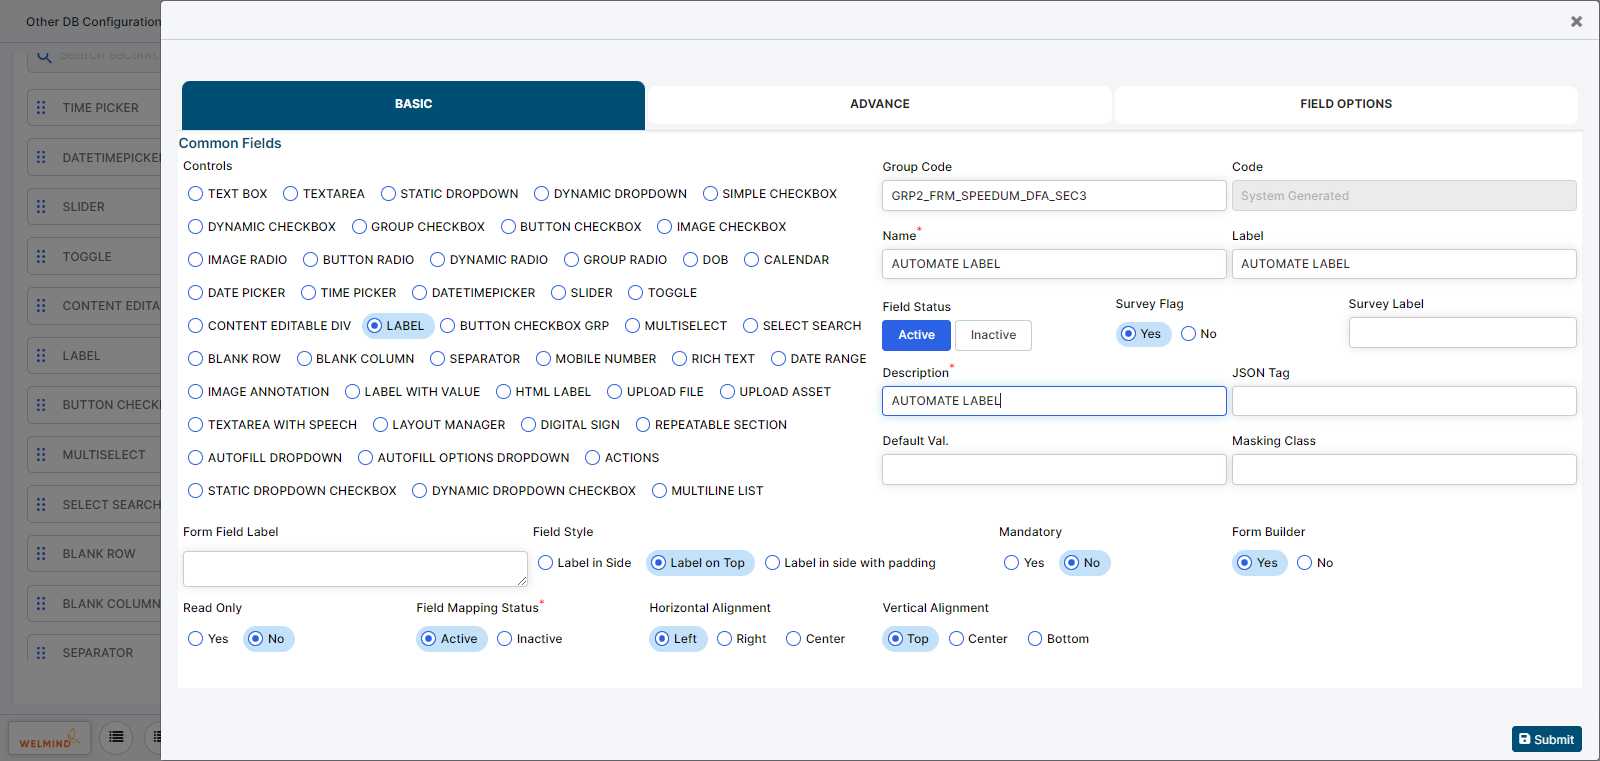 Other DB Configuration
×
TIME PICKER
SLIDER
TOGGLE
LABEL
MULTISELECT
SELECT SEARCH
BLANK ROW
BLANK COLUMN
SEPARATOR
WELMIND
BASIC ADVANCE FIELD OPTIONS
Common Fields
Controls
TEXT BOX TEXTAREA STATIC DROPDOWN DYNAMIC DROPDOWN SIMPLE CHECKBOX
DYNAMIC CHECKBOX GROUP CHECKBOX BUTTON CHECKBOX IMAGE CHECKBOX
IMAGE RADIO BUTTON RADIO DYNAMIC RADIO GROUP RADIO DOB CALENDAR
DATE PICKER TIME PICKER DATETIMEPICKER SLIDER TOGGLE
CONTENT EDITABLE DIV LABEL BUTTON CHECKBOX GRP MULTISELECT SELECT SEARCH
BLANK ROW BLANK COLUMN SEPARATOR MOBILE NUMBER RICH TEXT DATE RANGE
IMAGE ANNOTATION LABEL WITH VALUE HTML LABEL UPLOAD FILE UPLOAD ASSET
TEXTAREA WITH SPEECH LAYOUT MANAGER DIGITAL SIGN REPEATABLE SECTION
AUTOFILL DROPDOWN AUTOFILL OPTIONS DROPDOWN ACTIONS
STATIC DROPDOWN CHECKBOX DYNAMIC DROPDOWN CHECKBOX MULTILINE LIST
Group Code Code
GRP2_FRM_SPEEDUM_DFA_SEC3 System Generated
Name* Label
AUTOMATE LABEL AUTOMATE LABEL
Field Status Survey Flag Survey Label
Active Inactive Yes No
Description* JSON Tag
AUTOMATE LABEL
Default Val. Masking Class
Form Field Label Field Style Mandatory Form Builder
Label in Side Label on Top Label in side with padding Yes No Yes No
Read Only Field Mapping Status* Horizontal Alignment Vertical Alignment
Yes No Active Inactive Left Right Center Top Center Bottom
Submit